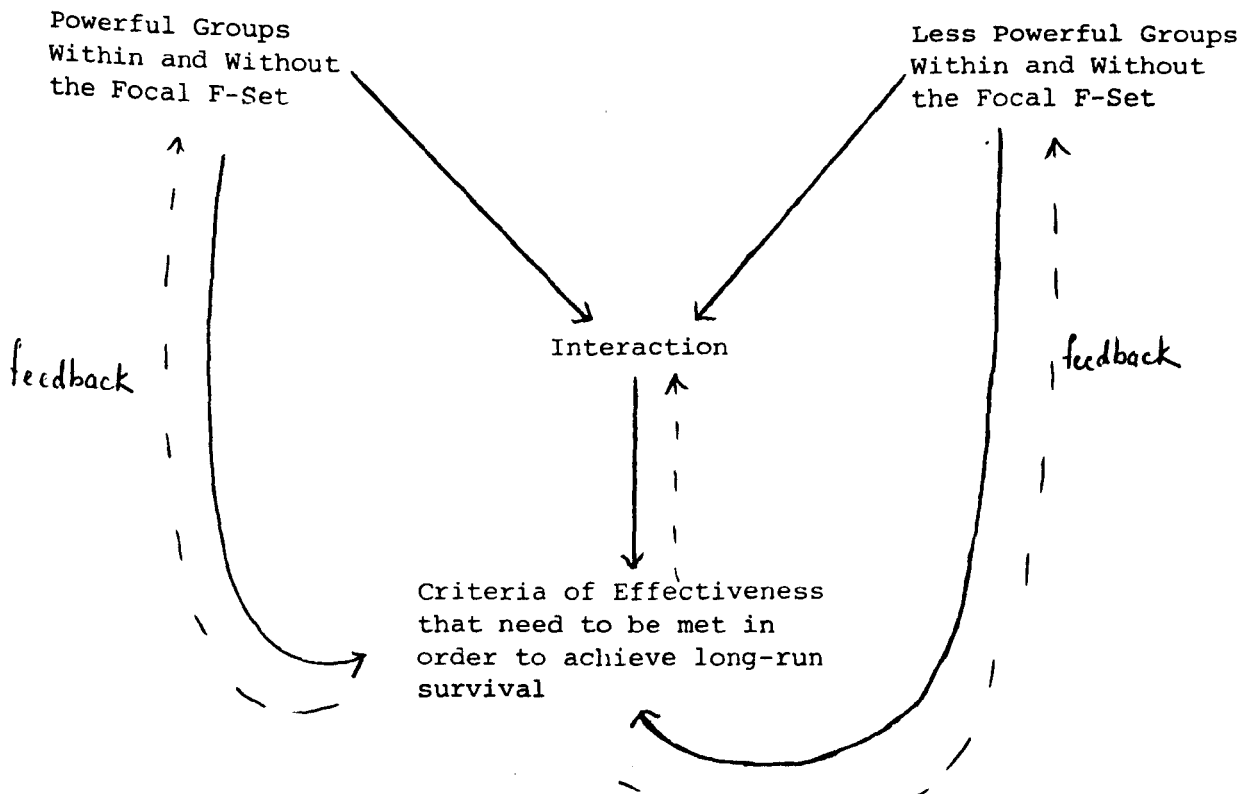 Powerful Groups
Within and Without
the Focal F-Set
Less Powerful Groups
Within and Without
the Focal F-Set
Interaction
feedback
feedback
Criteria of Effectiveness
that need to be met in
order to achieve long-run
survival